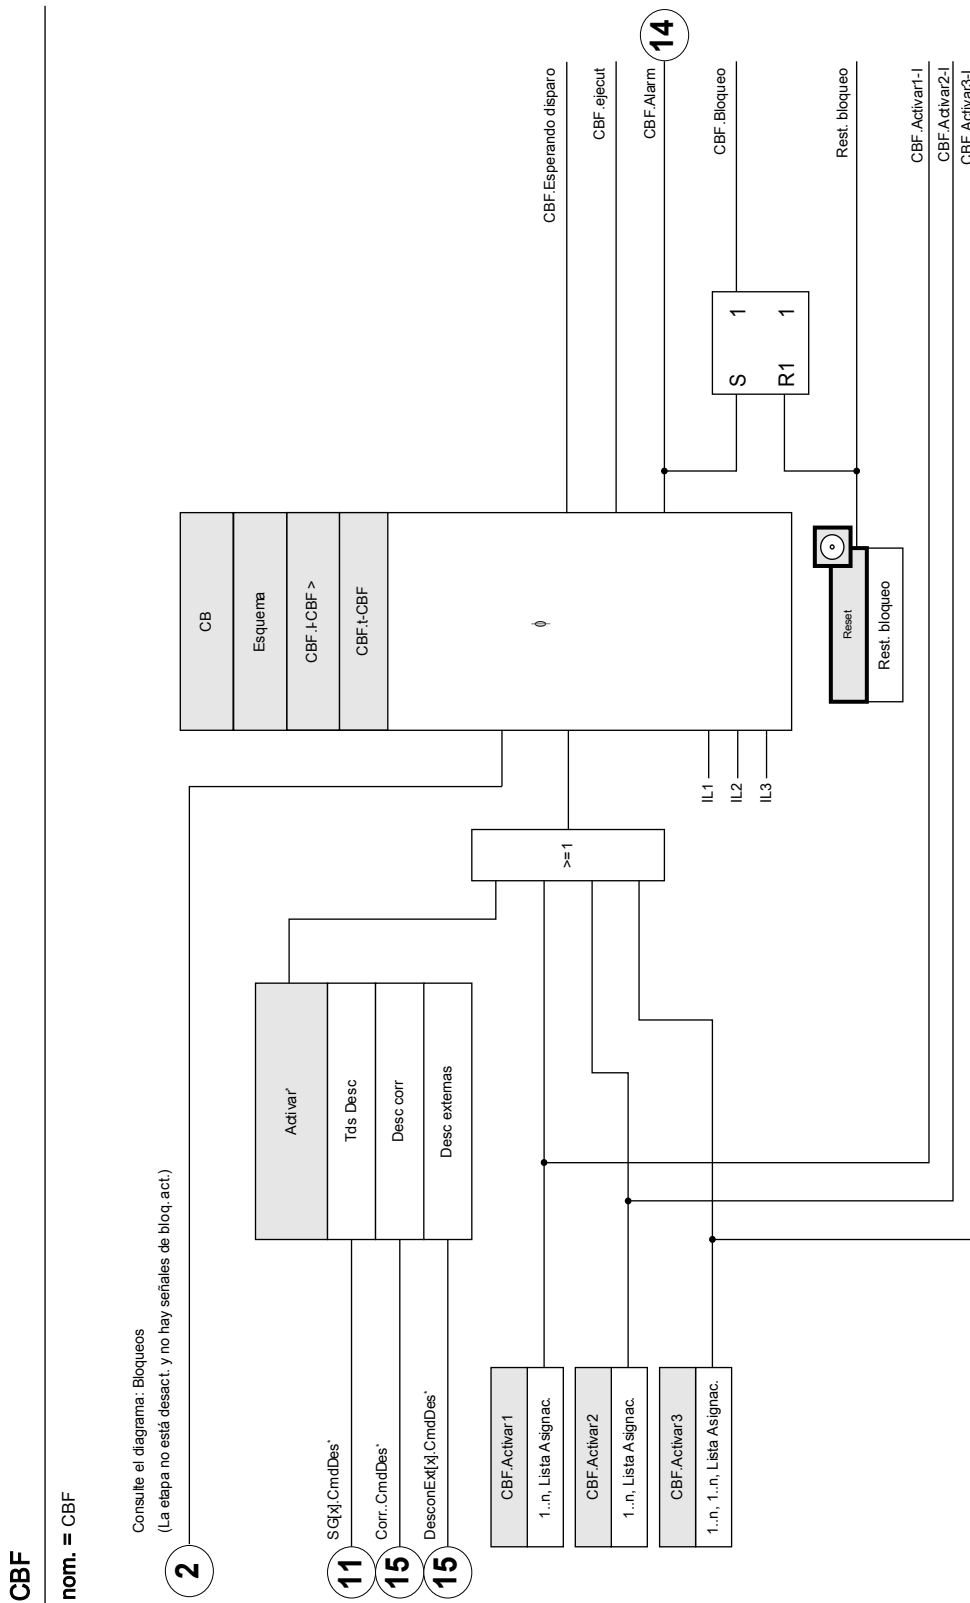 CBF
nom. = CBF
2
Consulte el diagrama: Bloqueos
(La etapa no está desact. y no hay señales de bloq. act.)
11
SG[x].CmdDes*
15
Corr..CmdDes*
15
DesconExt[x].CmdDes*
Activar*
Tds Desc
Desc corr
Desc externas
CBF.Activar1
1..n, Lista Asignac.
CBF.Activar2
1..n, Lista Asignac.
CBF.Activar3
1..n, 1..n, Lista Asignac.
>=1
CB
Esquema
CBF.I-CBF >
CBF.t-CBF
ϕ
IL1
IL2
IL3
Reset
Rest. bloqueo
S 1
R1 1
CBF.Esperando disparo
CBF.ejecut
CBF.Alarm
14
CBF.Bloqueo
Rest. bloqueo
CBF.Activar1-I
CBF.Activar2-I
CBF.Activar3-I